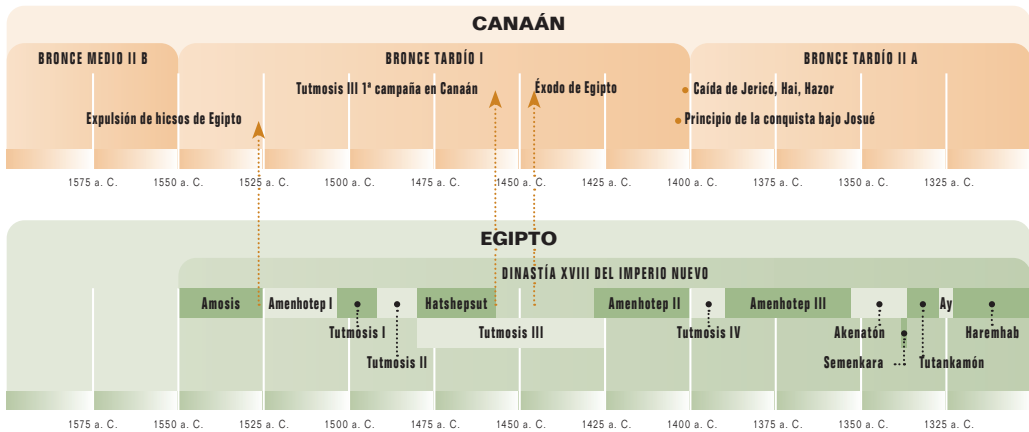 CANAÁN
BRONCE MEDIO II B
BRONCE TARDÍO I
BRONCE TARDÍO II A
Tutmosis III 1ª campaña en Canaán
Éxodo de Egipto
Caída de Jericó, Hai, Hazor
Expulsión de hicsos de Egipto
Principio de la conquista bajo Josué
1575 a. C.
1550 a. C.
1525 a. C.
1500 a. C.
1475 a. C.
1450 a. C.
1425 a. C.
1400 a. C.
1375 a. C.
1350 a. C.
1325 a. C.
EGIPTO
DINASTÍA XVIII DEL IMPERIO NUEVO
Amosis
Amenhotep I
Hatshepsut
Amenhotep II
Amenhotep III
Ay
Tutmosis I
Tutmosis III
Tutmosis IV
Akenatón
Haremhab
Tutmosis II
Semenkara
Tutankamón
1575 a. C.
1550 a. C.
1525 a. C.
1500 a. C.
1475 a. C.
1450 a. C.
1425 a. C.
1400 a. C.
1375 a. C.
1350 a. C.
1325 a. C.